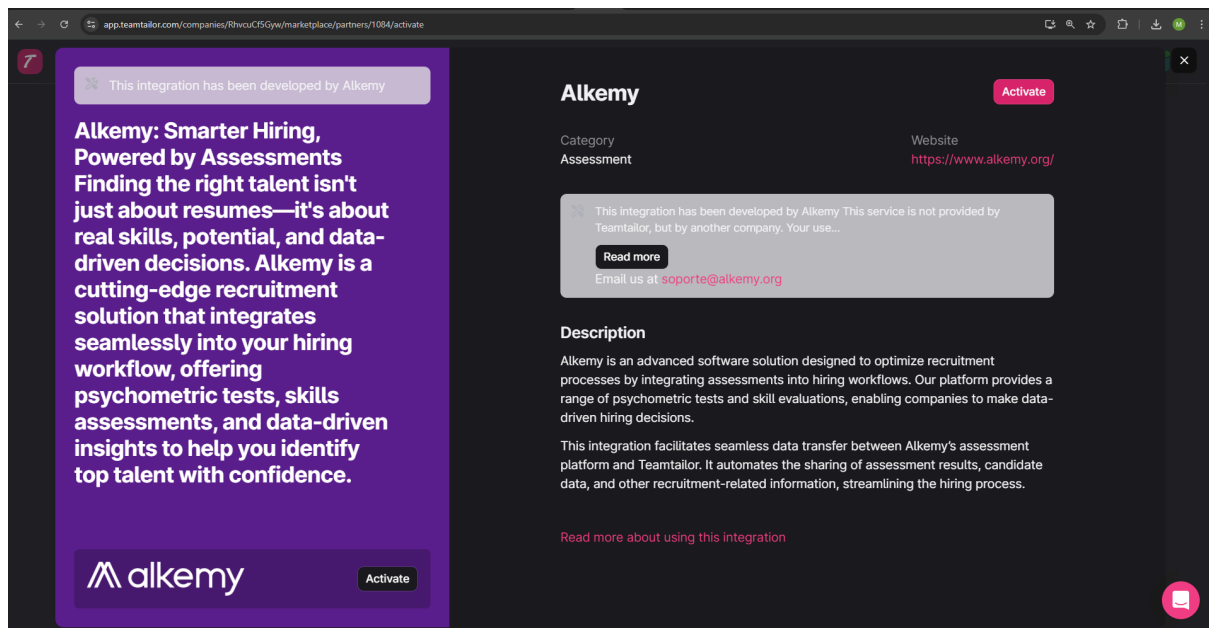 app.teamtailor.com/companies/RhvcuCf5Gyw/marketplace/partners/1084/activate
M
T
This integration has been developed by Alkemy
Alkemy: Smarter Hiring,
Powered by Assessments
Finding the right talent isn't
just about resumes—it's about
real skills, potential, and data-
driven decisions. Alkemy is a
cutting-edge recruitment
solution that integrates
seamlessly into your hiring
workflow, offering
psychometric tests, skills
assessments, and data-driven
insights to help you identify
top talent with confidence.
alkemy
Activate
Alkemy
Activate
Category
Website
Assessment
https://www.alkemy.org/
This integration has been developed by Alkemy This service is not provided by
Teamtailor, but by another company. Your use...
Read more
Email us at soporte@alkemy.org
Description
Alkemy is an advanced software solution designed to optimize recruitment
processes by integrating assessments into hiring workflows. Our platform provides a
range of psychometric tests and skill evaluations, enabling companies to make data-
driven hiring decisions.
This integration facilitates seamless data transfer between Alkemy's assessment
platform and Teamtailor. It automates the sharing of assessment results, candidate
data, and other recruitment-related information, streamlining the hiring process.
Read more about using this integration